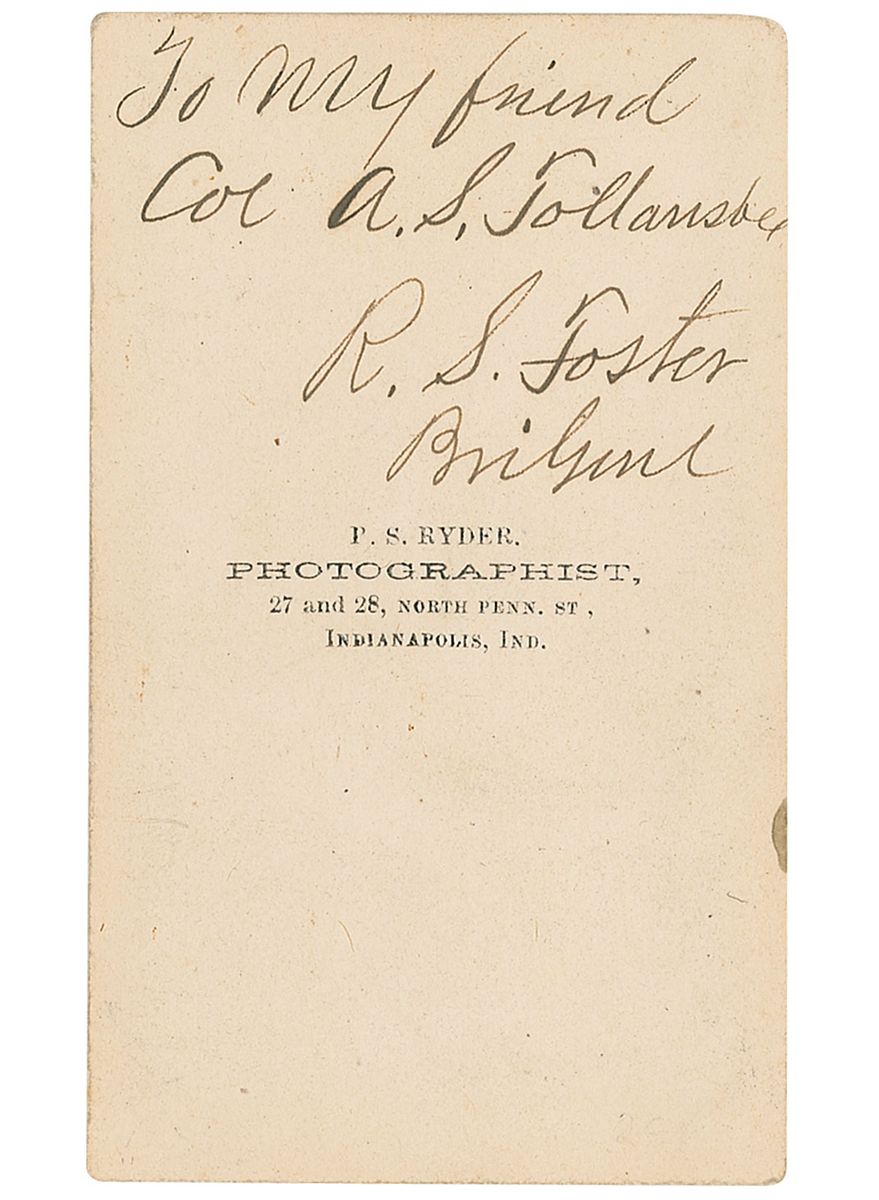 To My friend
Col A. S. Follansbee
R. S. Foster
Bri Genl
P. S. RYDER.
PHOTOGRAPHIST,
27 and 28, NORTH PENN. ST,
INDIANAPOLIS, IND.